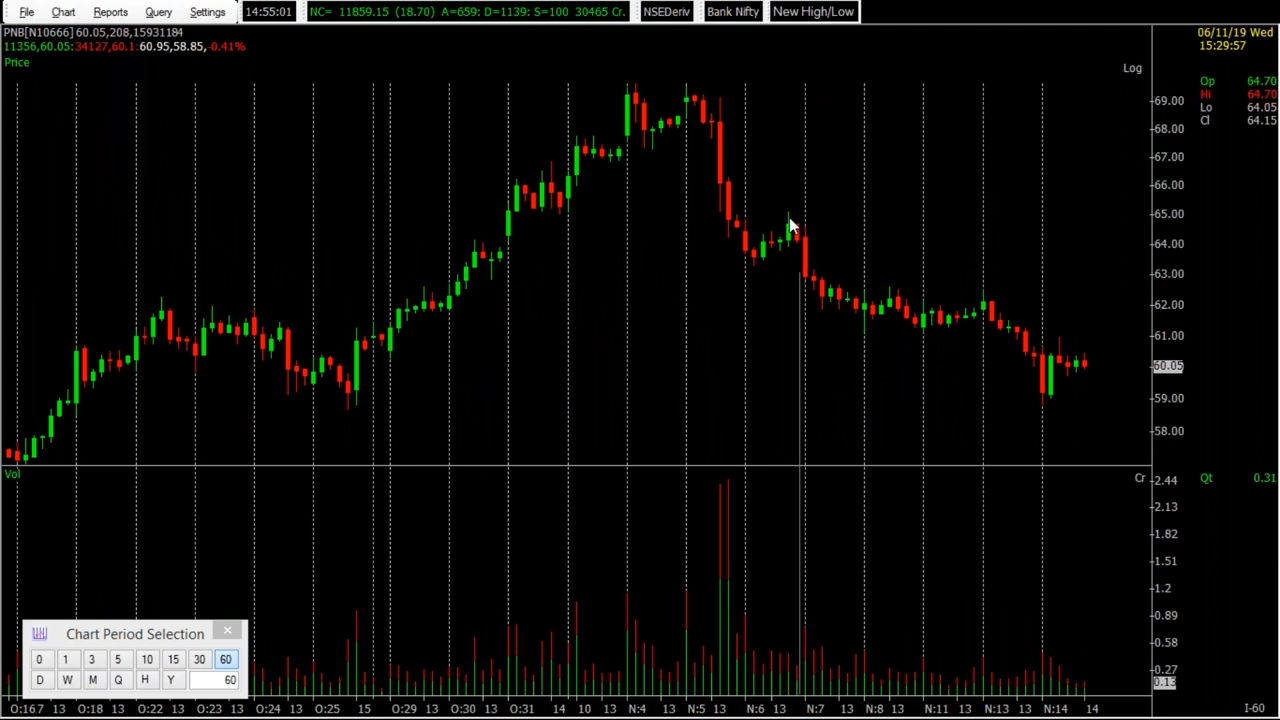 File Chart Reports Query Settings 14:55:01 NC= 11859.15 (18.70) A=659: D=1139: S=100 30465 Cr. NSEDeriv Bank Nifty New High/Low
PNB[N10666] 60.05,208,15931184
11356,60.05:34127,60.1:60.95,58.85,-0.41%
Price
06/11/19 Wed
15:29:57
Log
Op 64.70
Hi 64.70
Lo 64.05
Cl 64.15
69.00
68.00
67.00
66.00
65.00
64.00
63.00
62.00
61.00
60.05
59.00
58.00
Vol
Cr
Qt 0.31
2.44
2.13
1.82
1.51
1.2
0.89
0.58
0.27
0.13
Chart Period Selection
0 1 3 5 10 15 30 60
D W M Q H Y 60
O:16 7 13 O:22 13 O:23 13 O:24 13 O:25 15 O:29 13 O:30 13 O:31 14 10 13 N:4 13 N:5 13 N:6 13 N:7 13 N:8 13 N:11 13 N:13 13 N:14 14 I-60